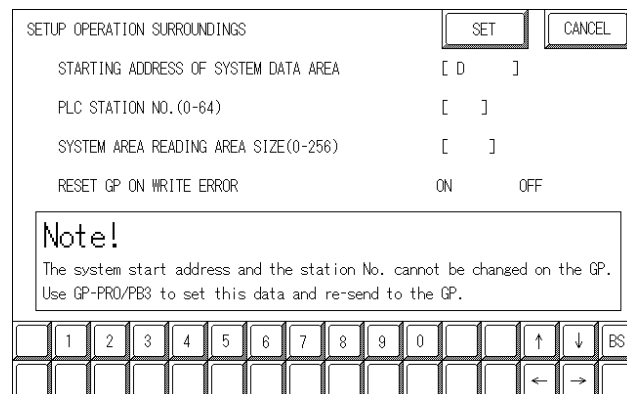 SETUP OPERATION SURROUNDINGS SET CANCEL
STARTING ADDRESS OF SYSTEM DATA AREA [ D ]
PLC STATION NO.(0-64) [ ]
SYSTEM AREA READING AREA SIZE(0-256) [ ]
RESET GP ON WRITE ERROR ON OFF
Note!
The system start address and the station No. cannot be changed on the GP.
Use GP-PRO/PB3 to set this data and re-send to the GP.
1 2 3 4 5 6 7 8 9 0 ↑ ↓ BS
← →